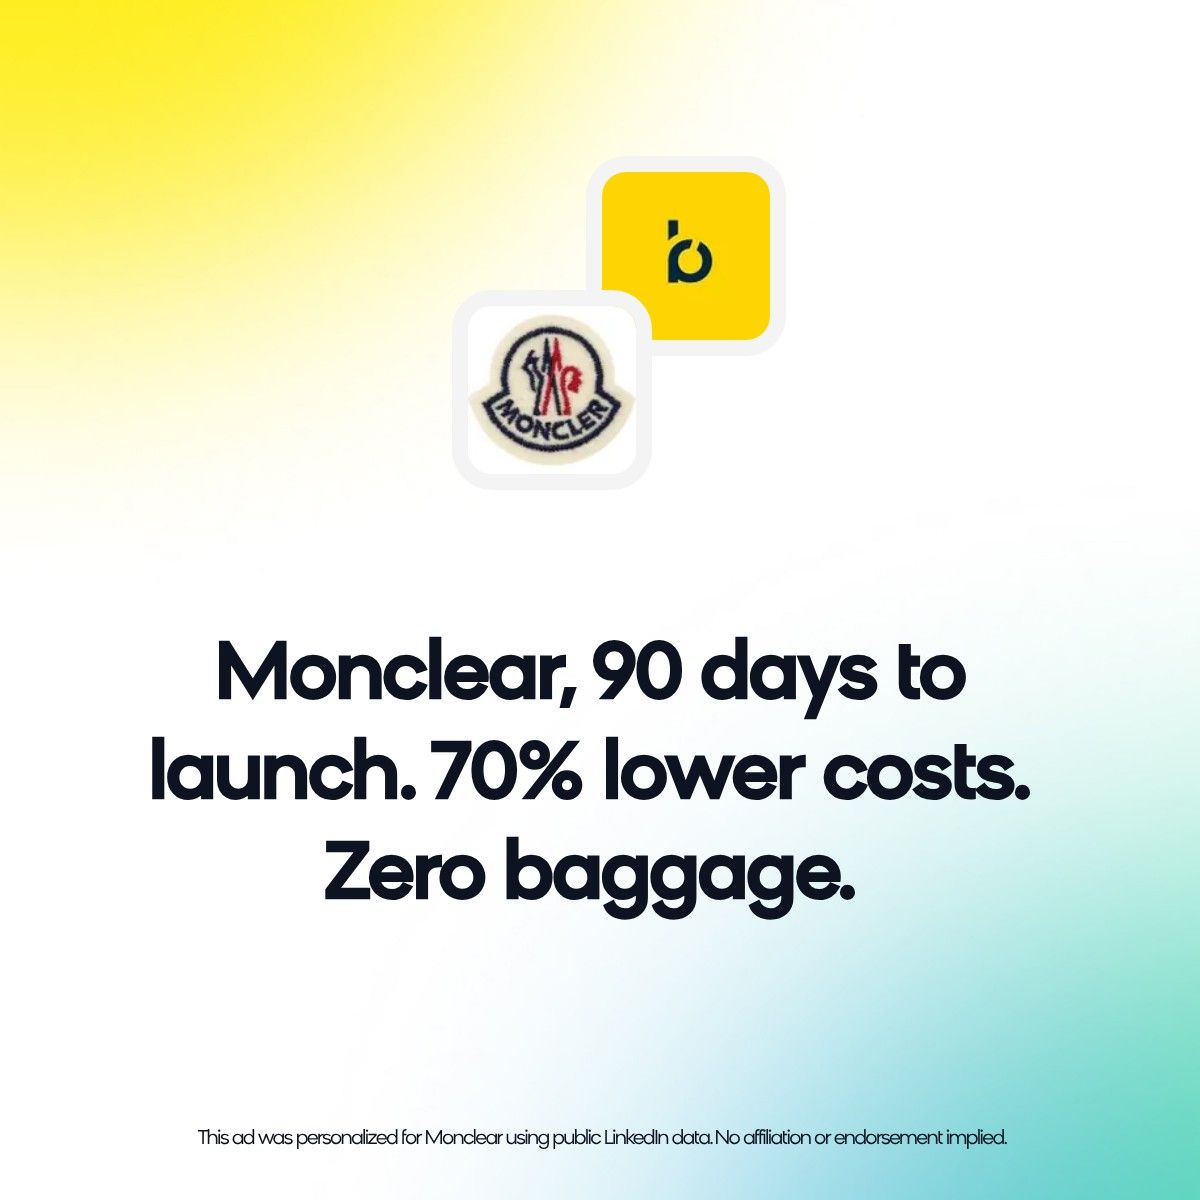 b
MONCLER
Monclear, 90 days to
launch. 70% lower costs.
Zero baggage.
This ad was personalized for Monclear using public LinkedIn data. No affiliation or endorsement implied.